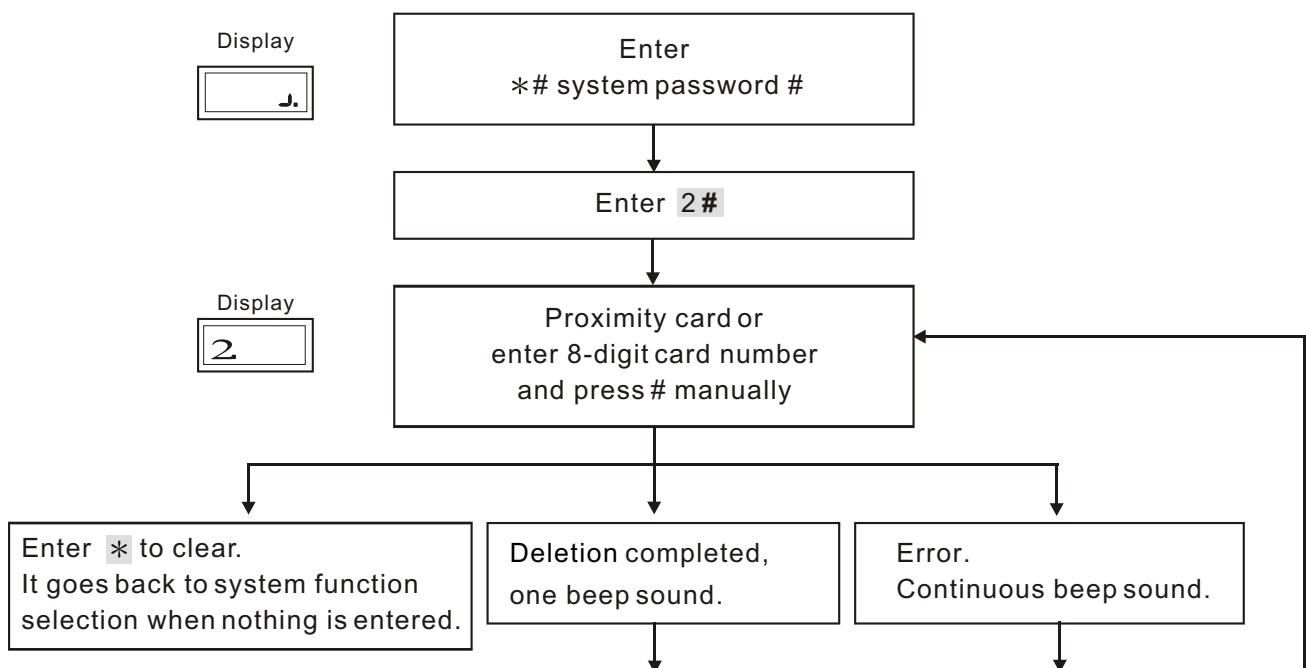 Display
Enter
*# system password #
Enter 2#
Display
2.
Proximity card or
enter 8-digit card number
and press # manually
Enter * to clear.
It goes back to system function
selection when nothing is entered.
Deletion completed,
one beep sound.
Error.
Continuous beep sound.